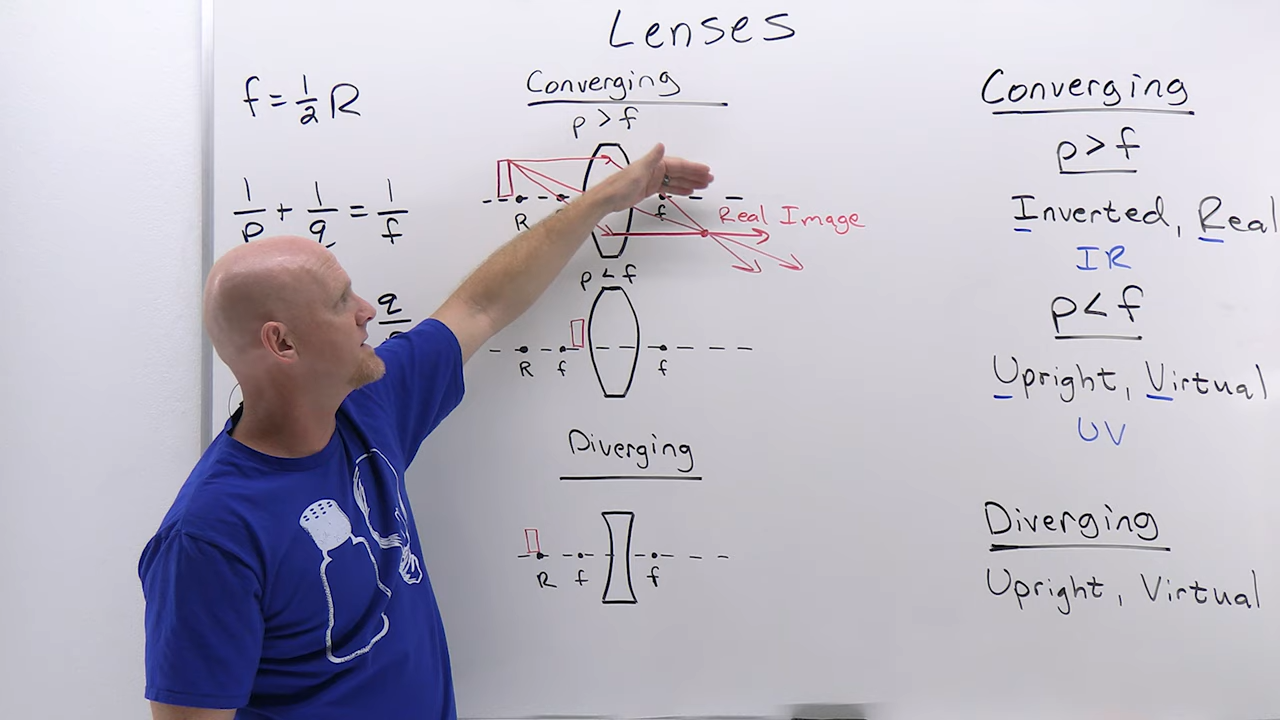 Lenses
f = 1/2 R
1/p + 1/q = 1/f
q
Converging
p > f
R
f
Real Image
p < f
R f f
Diverging
R f f
Converging
p > f
Inverted, Real
IR
p < f
Upright, Virtual
UV
Diverging
Upright, Virtual